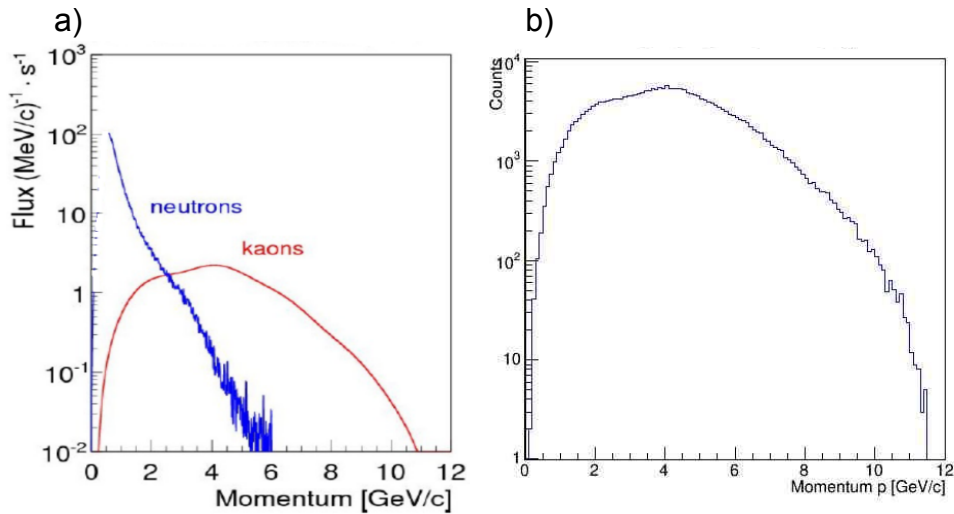 a)
b)
Flux (MeV/c)⁻¹ · s⁻¹
10³
10²
10
1
10⁻¹
10⁻²
neutrons
kaons
0 2 4 6 8 10 12
Momentum [GeV/c]
Counts
10⁴
10³
10²
10
1
0 2 4 6 8 10 12
Momentum p [GeV/c]